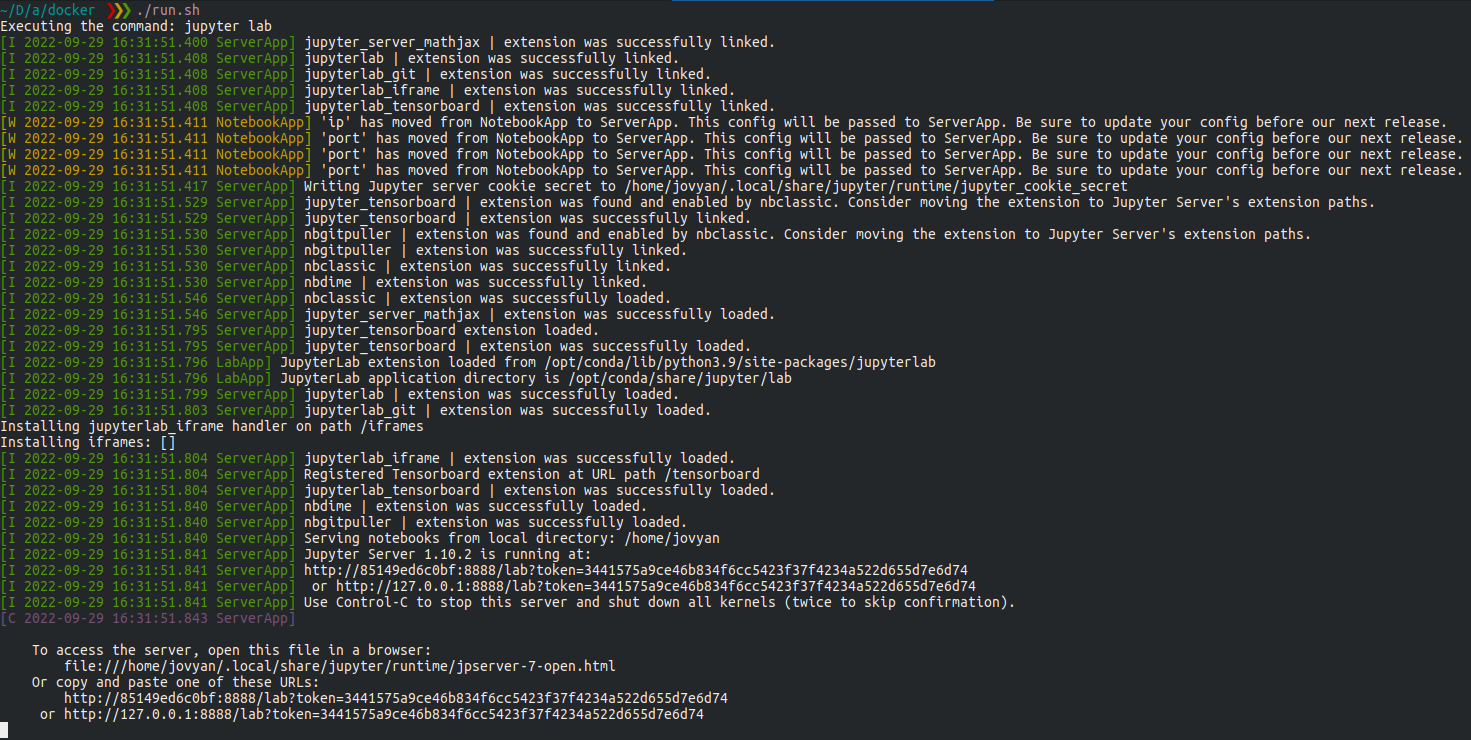 ~/D/a/docker ❯❯❯ ./run.sh
Executing the command: jupyter lab
[I 2022-09-29 16:31:51.400 ServerApp] jupyter_server_mathjax | extension was successfully linked.
[I 2022-09-29 16:31:51.408 ServerApp] jupyterlab | extension was successfully linked.
[I 2022-09-29 16:31:51.408 ServerApp] jupyterlab_git | extension was successfully linked.
[I 2022-09-29 16:31:51.408 ServerApp] jupyterlab_iframe | extension was successfully linked.
[I 2022-09-29 16:31:51.408 ServerApp] jupyterlab_tensorboard | extension was successfully linked.
[W 2022-09-29 16:31:51.411 NotebookApp] 'ip' has moved from NotebookApp to ServerApp. This config will be passed to ServerApp. Be sure to update your config before our next release.
[W 2022-09-29 16:31:51.411 NotebookApp] 'port' has moved from NotebookApp to ServerApp. This config will be passed to ServerApp. Be sure to update your config before our next release.
[W 2022-09-29 16:31:51.411 NotebookApp] 'port' has moved from NotebookApp to ServerApp. This config will be passed to ServerApp. Be sure to update your config before our next release.
[W 2022-09-29 16:31:51.411 NotebookApp] 'port' has moved from NotebookApp to ServerApp. This config will be passed to ServerApp. Be sure to update your config before our next release.
[I 2022-09-29 16:31:51.417 ServerApp] Writing Jupyter server cookie secret to /home/jovyan/.local/share/jupyter/runtime/jupyter_cookie_secret
[I 2022-09-29 16:31:51.529 ServerApp] jupyter_tensorboard | extension was found and enabled by nbclassic. Consider moving the extension to Jupyter Server's extension paths.
[I 2022-09-29 16:31:51.529 ServerApp] jupyter_tensorboard | extension was successfully linked.
[I 2022-09-29 16:31:51.530 ServerApp] nbgitpuller | extension was found and enabled by nbclassic. Consider moving the extension to Jupyter Server's extension paths.
[I 2022-09-29 16:31:51.530 ServerApp] nbgitpuller | extension was successfully linked.
[I 2022-09-29 16:31:51.530 ServerApp] nbclassic | extension was successfully linked.
[I 2022-09-29 16:31:51.530 ServerApp] nbdime | extension was successfully linked.
[I 2022-09-29 16:31:51.546 ServerApp] nbclassic | extension was successfully loaded.
[I 2022-09-29 16:31:51.546 ServerApp] jupyter_server_mathjax | extension was successfully loaded.
[I 2022-09-29 16:31:51.795 ServerApp] jupyter_tensorboard extension loaded.
[I 2022-09-29 16:31:51.795 ServerApp] jupyter_tensorboard | extension was successfully loaded.
[I 2022-09-29 16:31:51.796 LabApp] JupyterLab extension loaded from /opt/conda/lib/python3.9/site-packages/jupyterlab
[I 2022-09-29 16:31:51.796 LabApp] JupyterLab application directory is /opt/conda/share/jupyter/lab
[I 2022-09-29 16:31:51.799 ServerApp] jupyterlab | extension was successfully loaded.
[I 2022-09-29 16:31:51.803 ServerApp] jupyterlab_git | extension was successfully loaded.
Installing jupyterlab_iframe handler on path /iframes
Installing iframes: []
[I 2022-09-29 16:31:51.804 ServerApp] jupyterlab_iframe | extension was successfully loaded.
[I 2022-09-29 16:31:51.804 ServerApp] Registered Tensorboard extension at URL path /tensorboard
[I 2022-09-29 16:31:51.804 ServerApp] jupyterlab_tensorboard | extension was successfully loaded.
[I 2022-09-29 16:31:51.840 ServerApp] nbdime | extension was successfully loaded.
[I 2022-09-29 16:31:51.840 ServerApp] nbgitpuller | extension was successfully loaded.
[I 2022-09-29 16:31:51.840 ServerApp] Serving notebooks from local directory: /home/jovyan
[I 2022-09-29 16:31:51.841 ServerApp] Jupyter Server 1.10.2 is running at:
[I 2022-09-29 16:31:51.841 ServerApp] http://85149ed6c0bf:8888/lab?token=3441575a9ce46b834f6cc5423f37f4234a522d655d7e6d74
[I 2022-09-29 16:31:51.841 ServerApp]  or http://127.0.0.1:8888/lab?token=3441575a9ce46b834f6cc5423f37f4234a522d655d7e6d74
[I 2022-09-29 16:31:51.841 ServerApp] Use Control-C to stop this server and shut down all kernels (twice to skip confirmation).
[C 2022-09-29 16:31:51.843 ServerApp]
To access the server, open this file in a browser:
file:///home/jovyan/.local/share/jupyter/runtime/jpserver-7-open.html
Or copy and paste one of these URLs:
http://85149ed6c0bf:8888/lab?token=3441575a9ce46b834f6cc5423f37f4234a522d655d7e6d74
or http://127.0.0.1:8888/lab?token=3441575a9ce46b834f6cc5423f37f4234a522d655d7e6d74